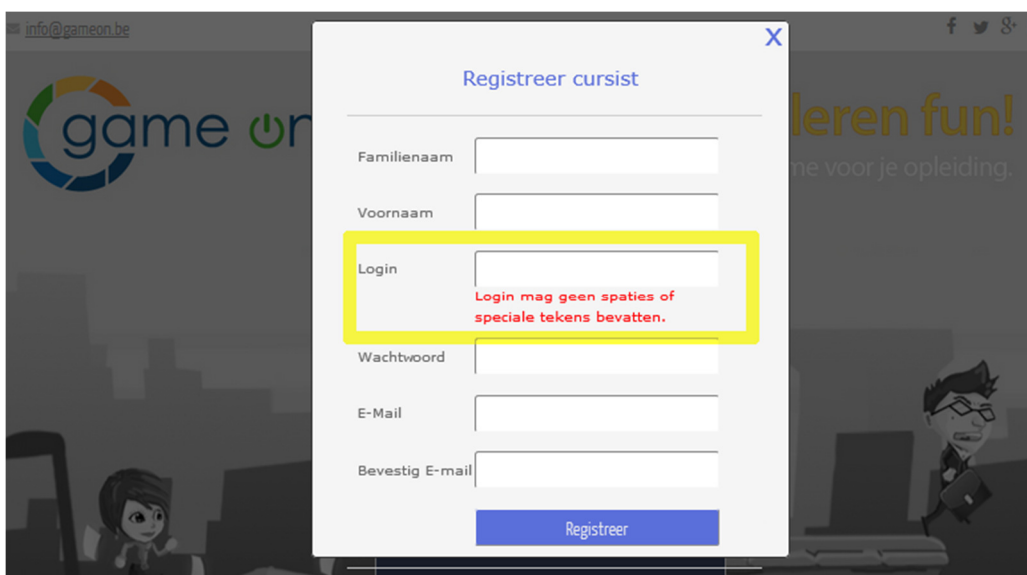 info@gameon.be
X
Registreer cursist
game on
leren fun!
me voor je opleiding.
Familienaam
Voornaam
Login
Login mag geen spaties of
speciale tekens bevatten.
Wachtwoord
E-Mail
Bevestig E-mail
Registreer